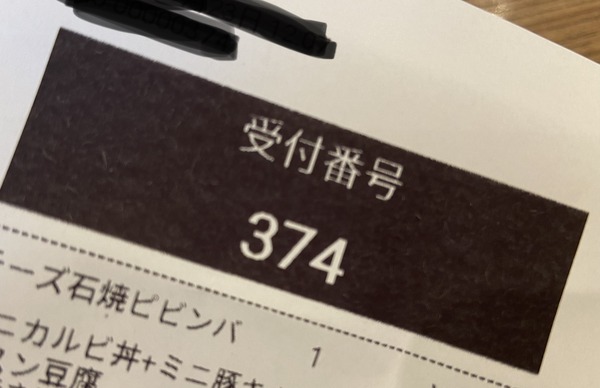 受付番号
374
ーズ石焼ピビンバ 1
ニカルビ丼+ミニ豚
ン豆腐